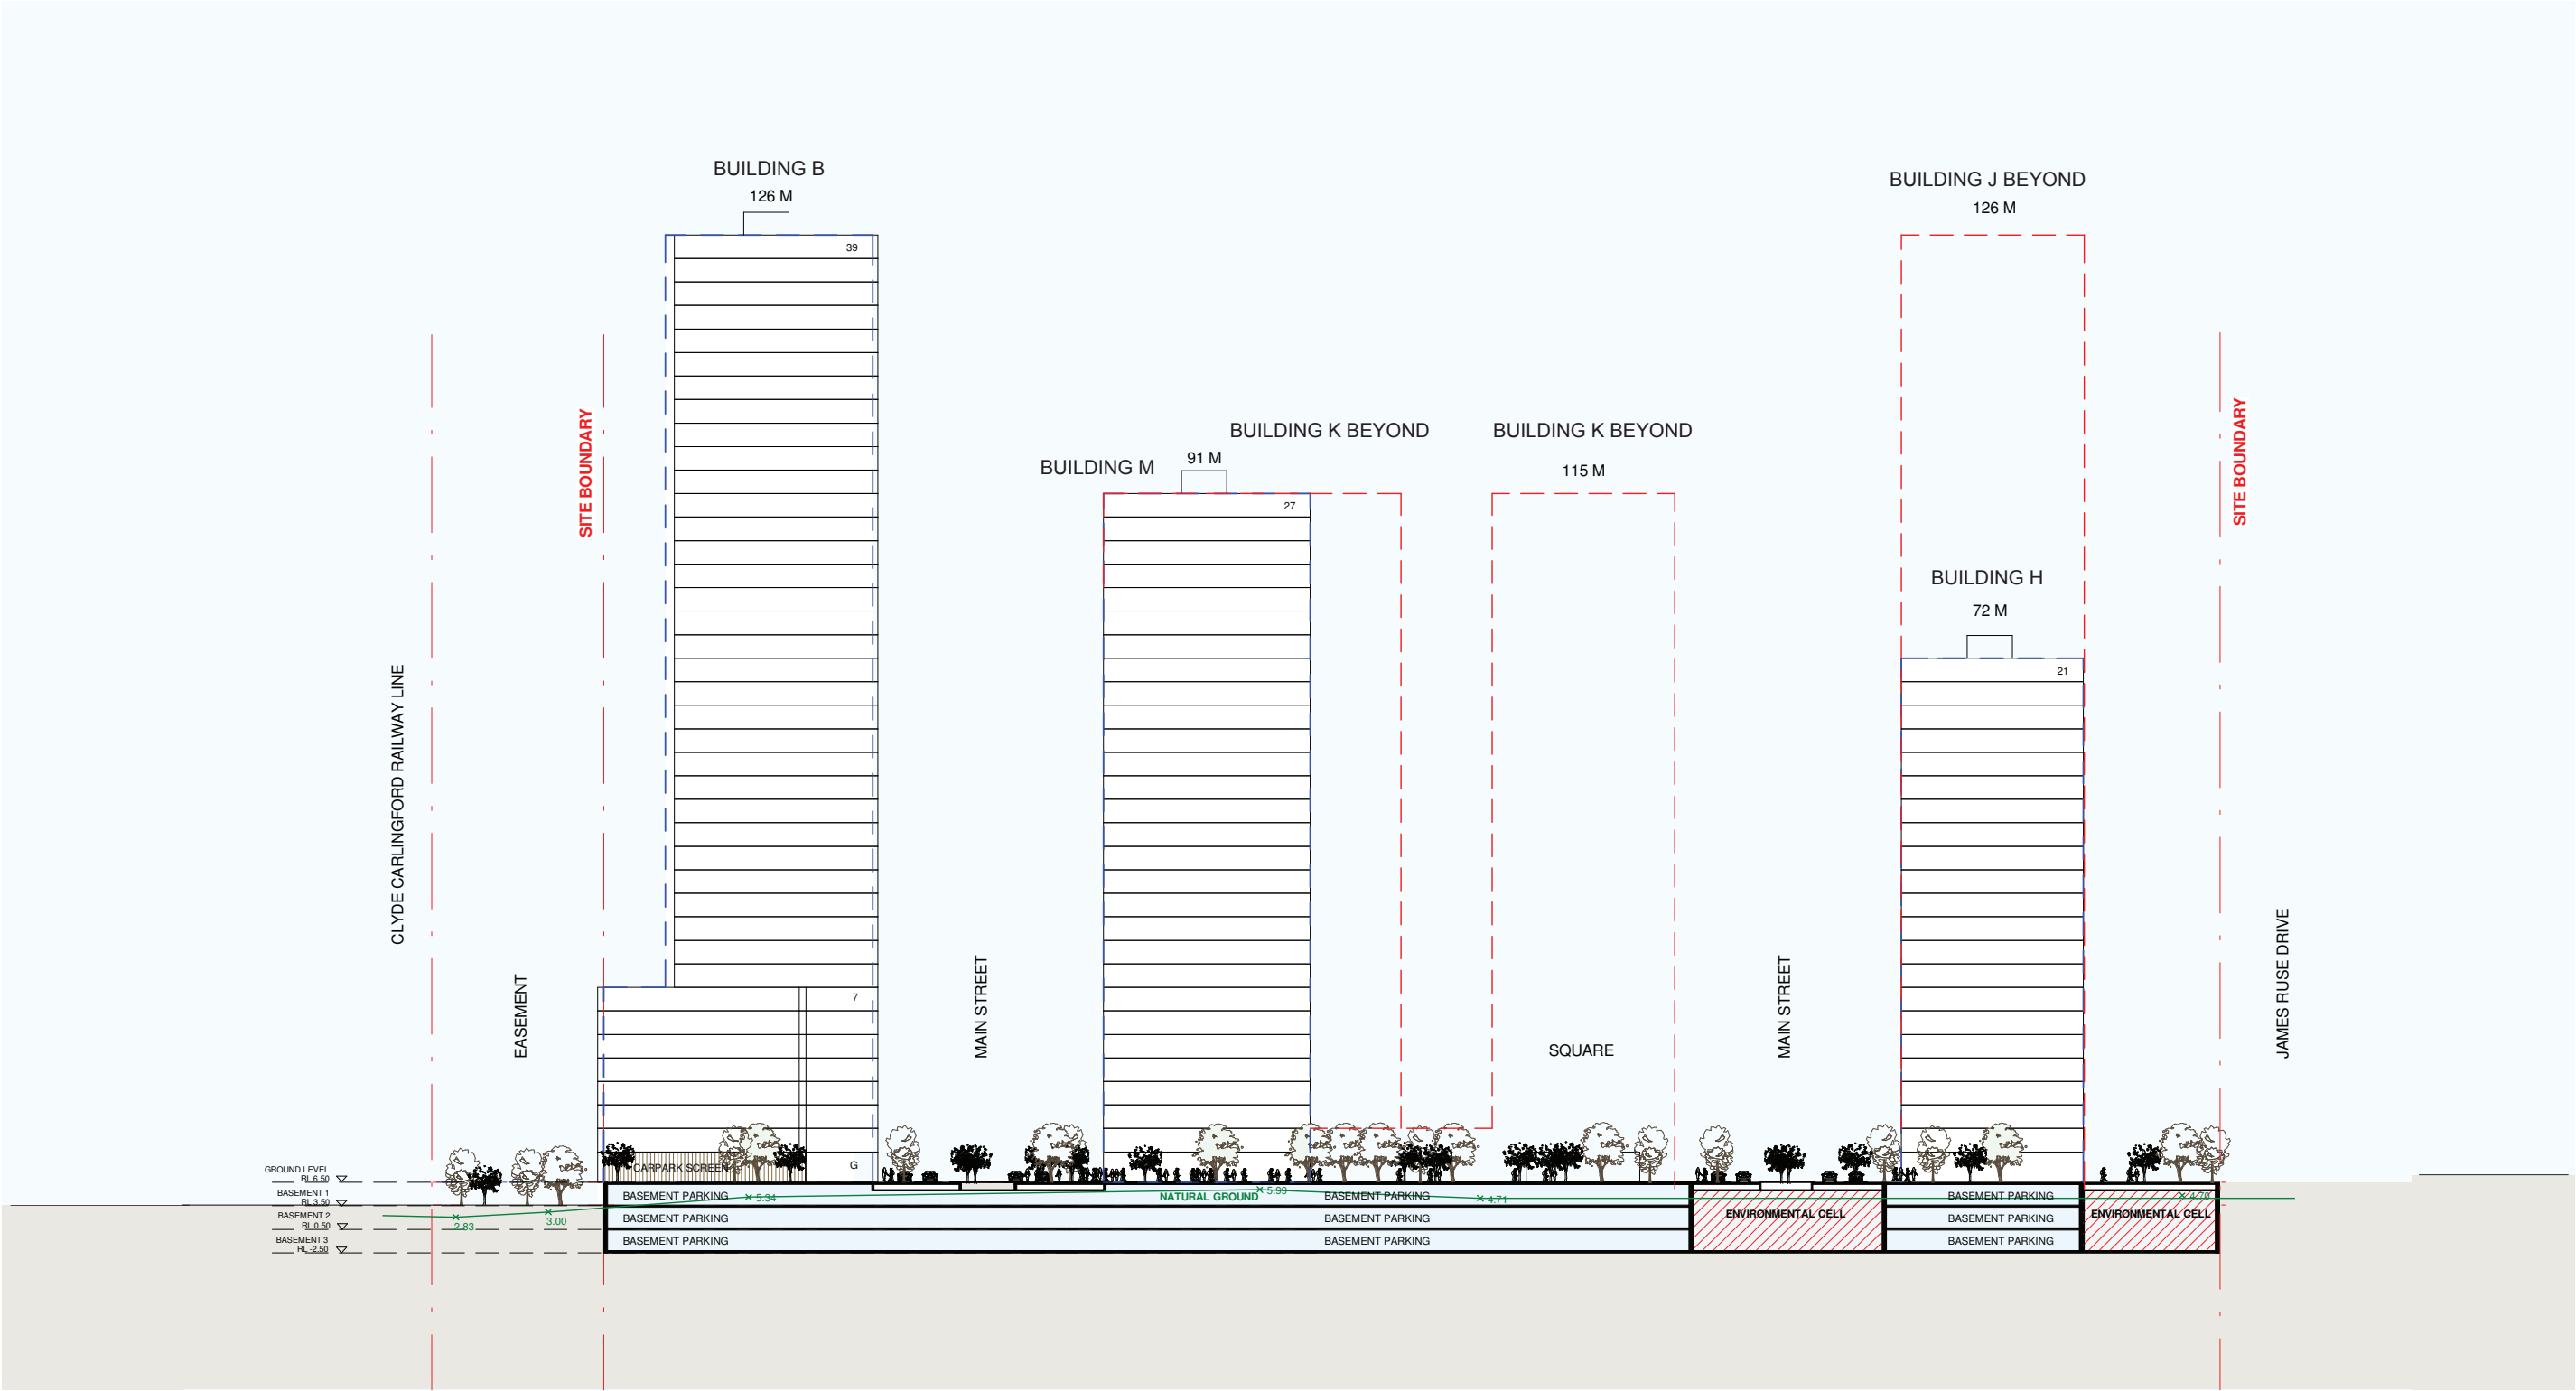 BUILDING B
126 M
39
BUILDING J BEYOND
126 M
SITE BOUNDARY
BUILDING K BEYOND
BUILDING K BEYOND
SITE BOUNDARY
BUILDING M
91 M
115 M
27
BUILDING H
72 M
21
CLYDE CARLINGFORD RAILWAY LINE
EASEMENT
7
MAIN STREET
SQUARE
MAIN STREET
JAMES RUSE DRIVE
GROUND LEVEL
RL 6.50
CARPARK SCREEN
G
BASEMENT 1
RL 3.50
BASEMENT PARKING
5.34
NATURAL GROUND
5.99
BASEMENT PARKING
4.71
BASEMENT PARKING
4.70
BASEMENT 2
RL 0.50
2.83
3.00
BASEMENT PARKING
BASEMENT PARKING
ENVIRONMENTAL CELL
BASEMENT PARKING
ENVIRONMENTAL CELL
BASEMENT 3
RL -2.50
BASEMENT PARKING
BASEMENT PARKING
BASEMENT PARKING